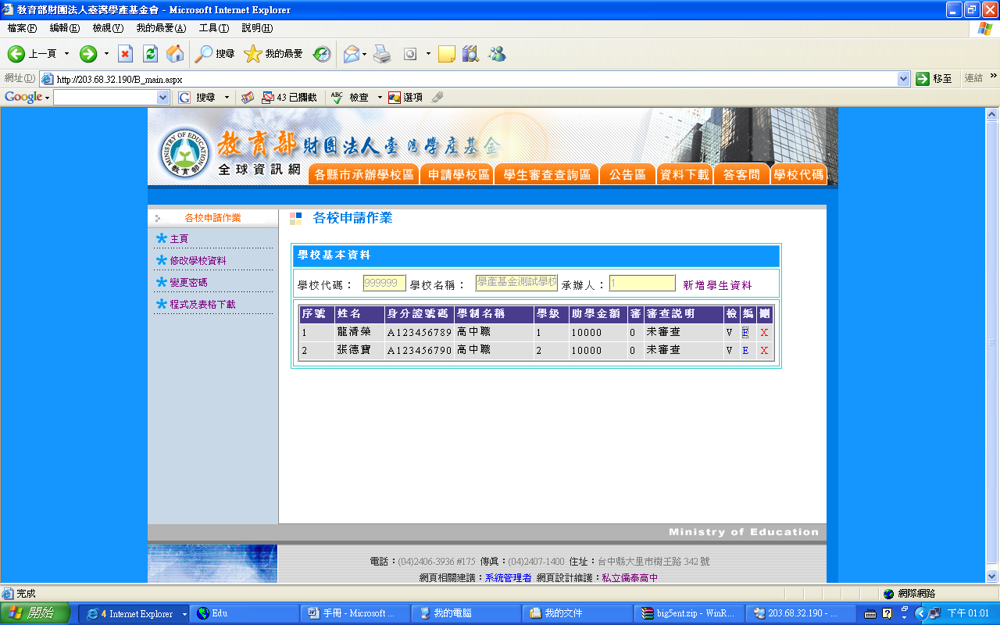 教育部財團法人臺灣學產基金會 - Microsoft Internet Explorer
檔案(F) 編輯(E) 檢視(V) 我的最愛(A) 工具(T) 說明(H)
上一頁 搜尋 我的最愛
網址(D) http://203.68.32.190/B_main.aspx 移至 連結 »
Google 搜尋 43 已攔截 ABC 檢查 選項
MINISTRY OF EDUCATION 教育部
教育部財團法人臺灣學產基金
全球資訊網
各縣市承辦學校區 申請學校區 學生審查查詢區 公告區 資料下載 答客問 學校代碼
各校申請作業
主頁
修改學校資料
變更密碼
程式及表格下載
各校申請作業
學校基本資料
學校代碼： 999999 學校名稱： 學產基金測試學校 承辦人： 1 新增學生資料
序號 姓名 身分證號碼 學制名稱 學級 助學金額 審 審查說明 檢 編 刪
1 龍清榮 A123456789 高中職 1 10000 0 未審查 V E X
2 張德寶 A123456790 高中職 2 10000 0 未審查 V E X
Ministry of Education
電話：(04)2406-3936 #175 傳真：(04)2407-1400 住址：台中縣大里市樹王路 342 號
網頁相關建議：系統管理者 網頁設計維護：私立僑泰高中
完成 網際網路
開始 4 Internet Explorer Edu 手冊 - Microsoft ... 我的電腦 我的文件 big5ent.zip - WinR... 203.68.32.190 - ... 下午 01:01